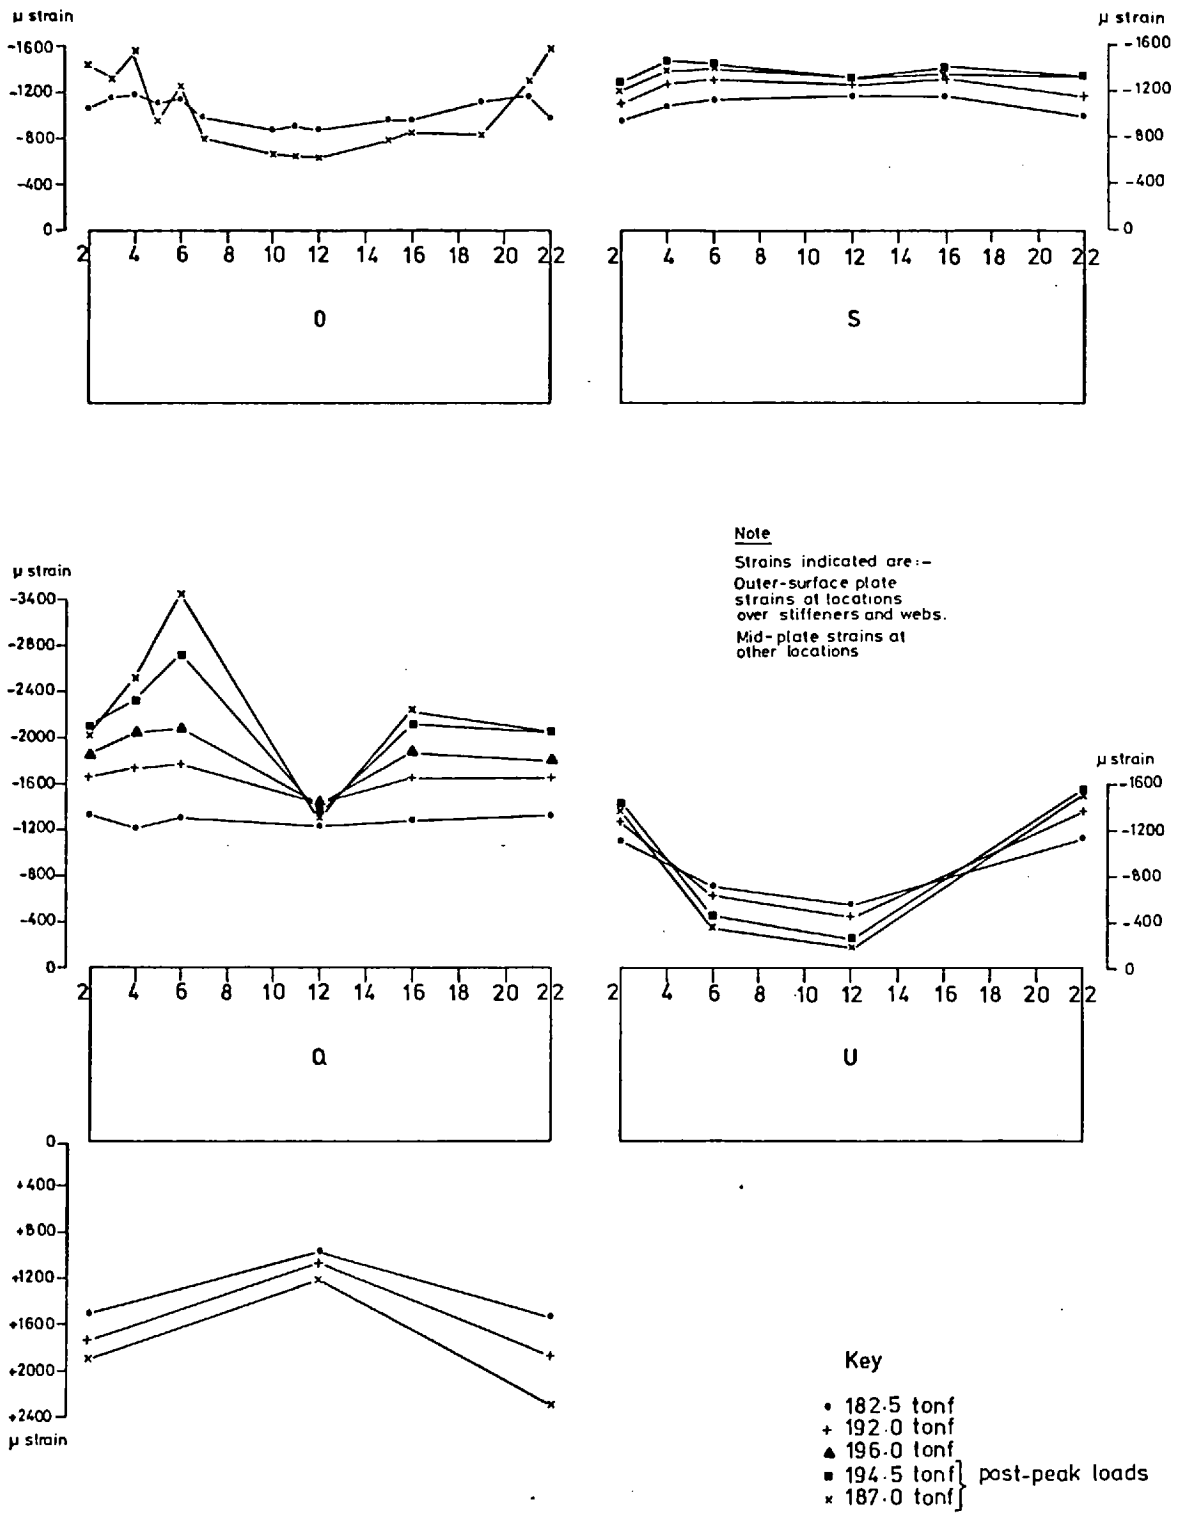 µ strain
-1600
-1200
-800
-400
0
2 4 6 8 10 12 14 16 18 20 22
O
µ strain
-1600
-1200
-800
-400
0
2 4 6 8 10 12 14 16 18 20 22
S
Note
Strains indicated are:-
Outer-surface plate
strains at locations
over stiffeners and webs.
Mid-plate strains at
other locations
µ strain
-3400
-2800
-2400
-2000
-1600
-1200
-800
-400
0
2 4 6 8 10 12 14 16 18 20 22
Q
0
+400
+800
+1200
+1600
+2000
+2400
µ strain
µ strain
-1600
-1200
-800
-400
0
2 4 6 8 10 12 14 16 18 20 22
U
Key
• 182.5 tonf
+ 192.0 tonf
▲ 196.0 tonf
■ 194.5 tonf} post-peak loads
x 187.0 tonf